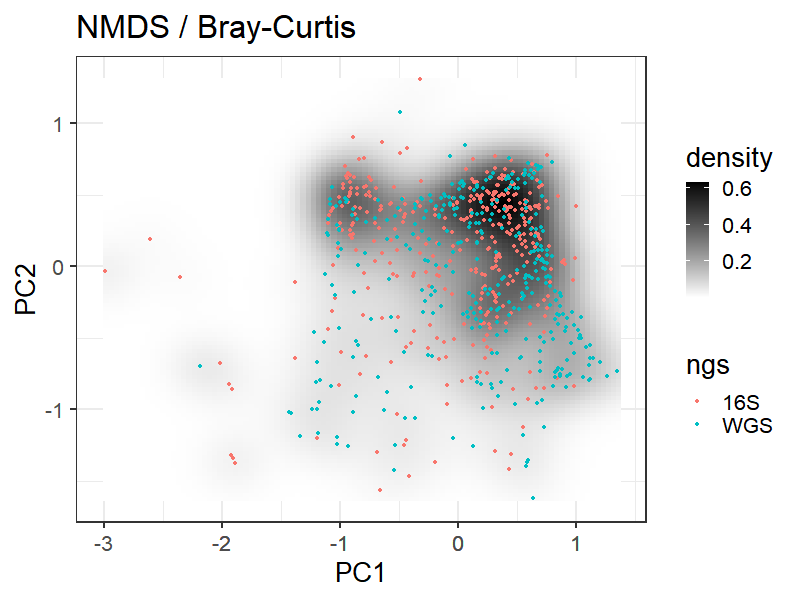 NMDS / Bray-Curtis
1
0
-1
PC2
-3
-2
-1
0
1
PC1
density
0.6
0.4
0.2
ngs
16S
WGS